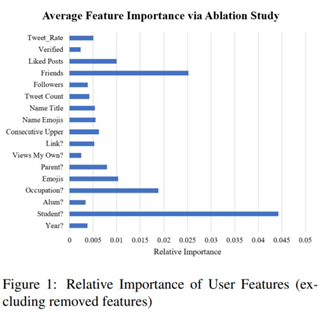 Average Feature Importance via Ablation Study
Tweet_Rate
Verified
Liked Posts
Friends
Followers
Tweet Count
Name Title
Name Emojis
Consecutive Upper
Link?
Views My Own?
Parent?
Emojis
Occupation?
Alum?
Student?
Year?
0 0.005 0.01 0.015 0.02 0.025 0.03 0.035 0.04 0.045 0.05
Relative Importance
Figure 1: Relative Importance of User Features (ex-
cluding removed features)